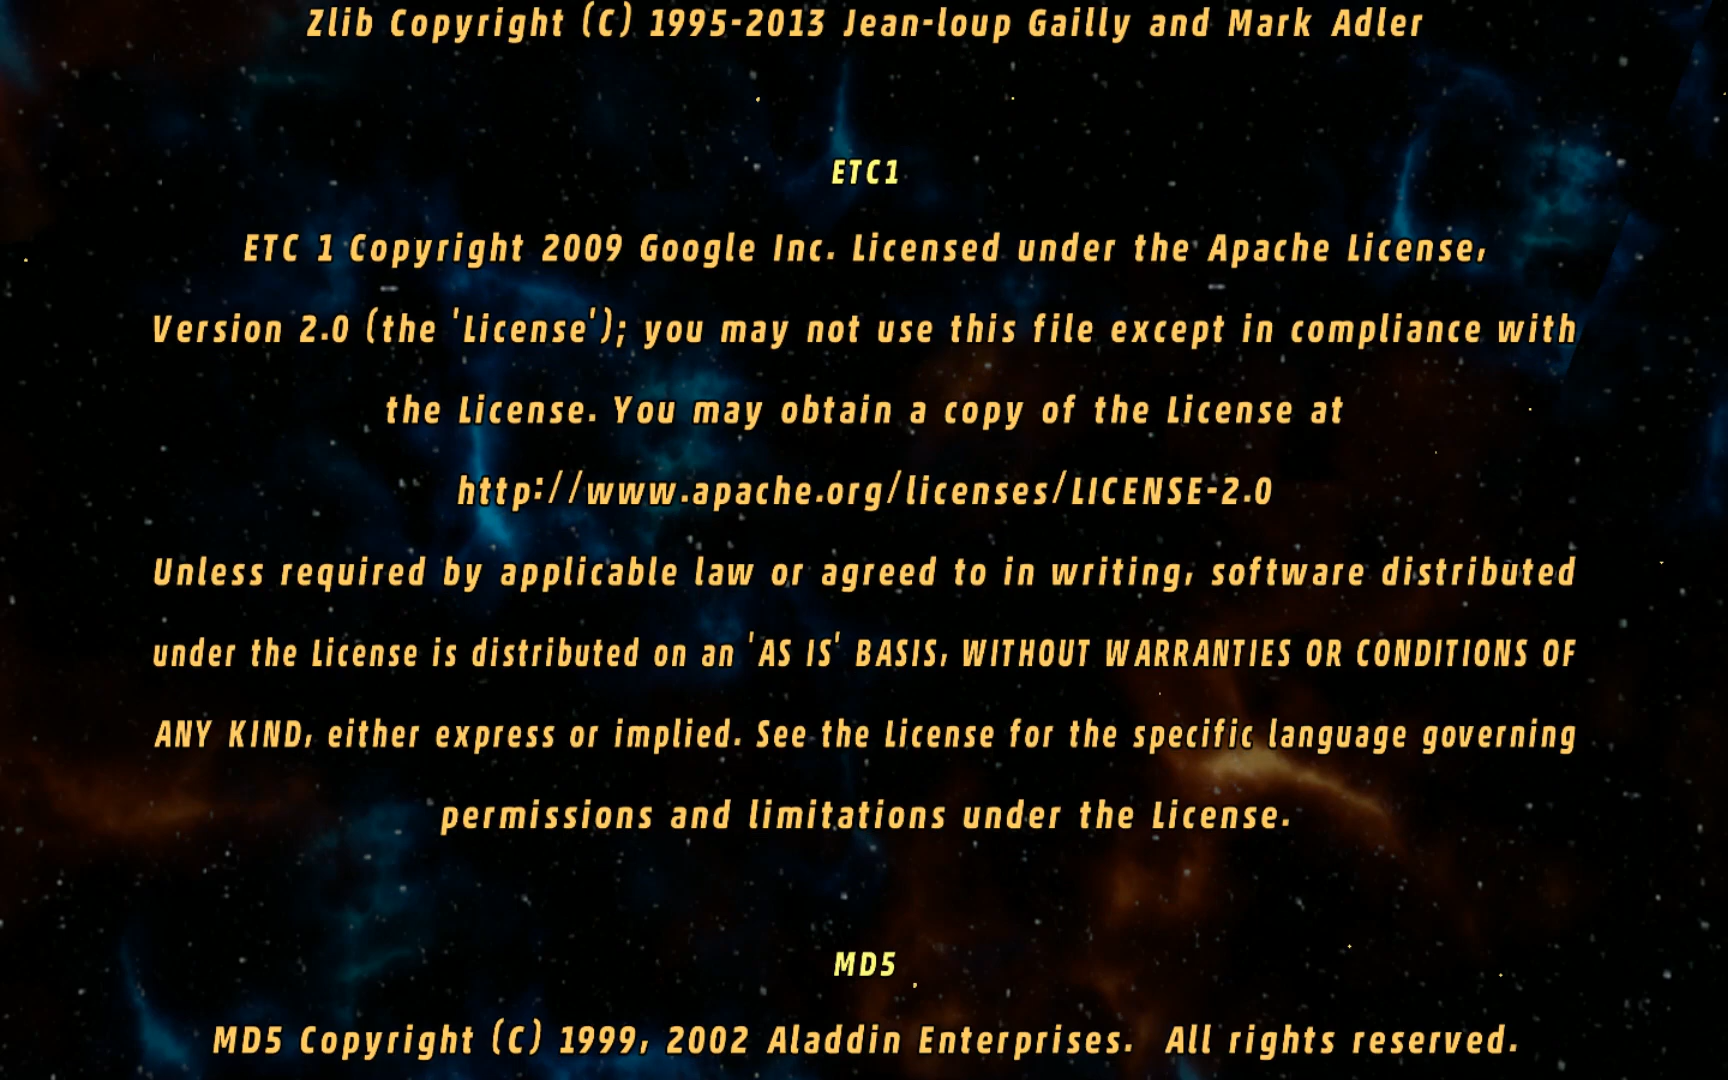 Zlib Copyright (C) 1995-2013 Jean-loup Gailly and Mark Adler
ETC1
ETC 1 Copyright 2009 Google Inc. Licensed under the Apache License,
Version 2.0 (the 'License'); you may not use this file except in compliance with
the License. You may obtain a copy of the License at
http://www.apache.org/licenses/LICENSE-2.0
Unless required by applicable law or agreed to in writing, software distributed
under the License is distributed on an 'AS IS' BASIS, WITHOUT WARRANTIES OR CONDITIONS OF
ANY KIND, either express or implied. See the License for the specific language governing
permissions and limitations under the License.
MD5
MD5 Copyright (C) 1999, 2002 Aladdin Enterprises.  All rights reserved.